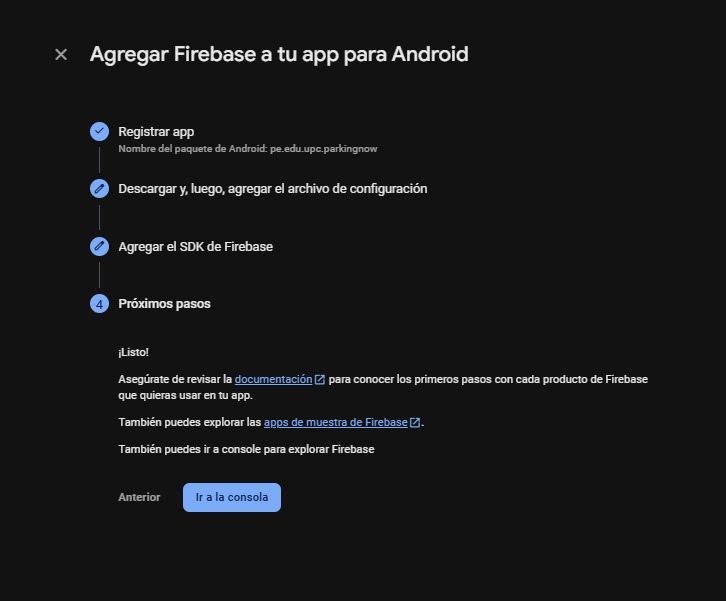 Agregar Firebase a tu app para Android
Registrar app
Nombre del paquete de Android: pe.edu.upc.parkingnow
Descargar y, luego, agregar el archivo de configuración
Agregar el SDK de Firebase
4 Próximos pasos
¡Listo!
Asegúrate de revisar la documentación para conocer los primeros pasos con cada producto de Firebase
que quieras usar en tu app.
También puedes explorar las apps de muestra de Firebase.
También puedes ir a console para explorar Firebase
Anterior Ir a la consola